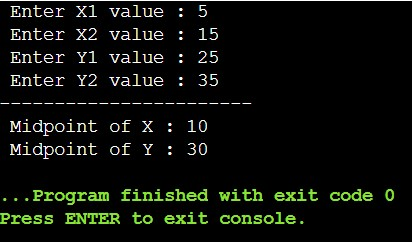 Enter X1 value : 5
Enter X2 value : 15
Enter Y1 value : 25
Enter Y2 value : 35
-----------------------
Midpoint of X : 10
Midpoint of Y : 30
...Program finished with exit code 0
Press ENTER to exit console.